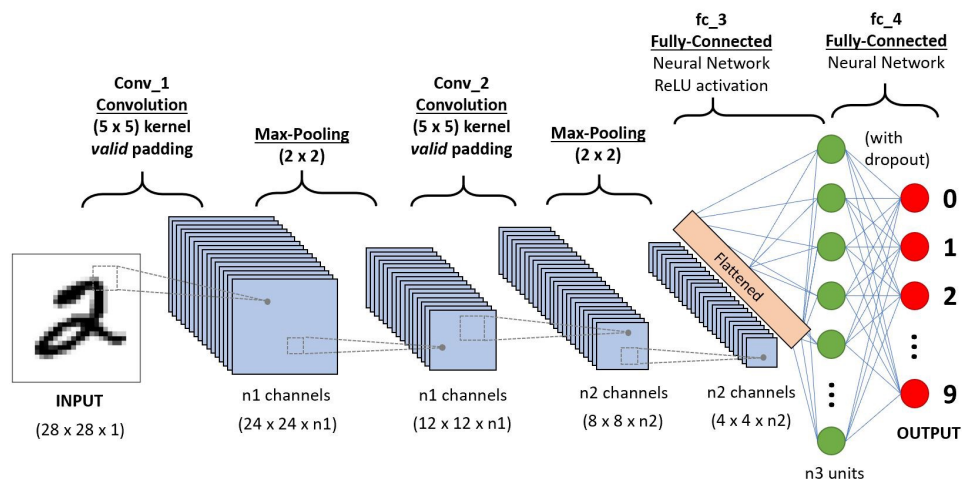 fc_3
Fully-Connected
Neural Network
ReLU activation
fc_4
Fully-Connected
Neural Network
Conv_1
Convolution
(5 x 5) kernel
valid padding
Max-Pooling
(2 x 2)
Conv_2
Convolution
(5 x 5) kernel
valid padding
Max-Pooling
(2 x 2)
(with
dropout)
2
Flattened
0
1
2
⋮
9
⋮
OUTPUT
INPUT
(28 x 28 x 1)
n1 channels
(24 x 24 x n1)
n1 channels
(12 x 12 x n1)
n2 channels
(8 x 8 x n2)
n2 channels
(4 x 4 x n2)
n3 units